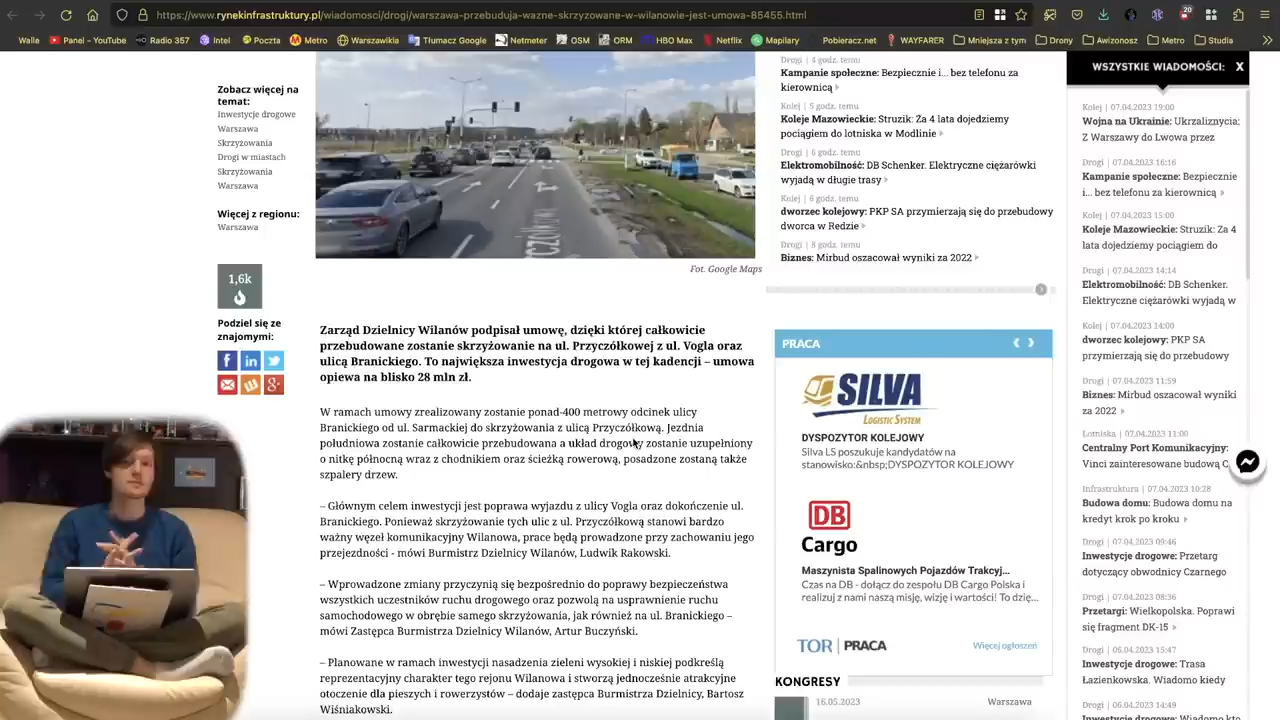 https://www.rynekinfrastruktury.pl/wiadomosci/drogi/warszawa-przebuduja-wazne-skrzyzowane-w-wilanowie-jest-umowa-85455.html
20
Walle
Panel - YouTube
Radio 357
Intel
Poczta
Metro
Warszawikia
Tłumacz Google
Netmeter
OSM
ORM
HBO Max
Netflix
Mapilary
Pobieracz.net
WAYFARER
Mniejsza z tym
Drony
Metro
Studia
Zobacz więcej na
temat:
Inwestycje drogowe
Warszawa
Skrzyżowania
Drogi w miastach
Skrzyżowania
Warszawa
Więcej z regionu:
Warszawa
1,6k
Podziel się ze
znajomymi:
Fot. Google Maps
Zarząd Dzielnicy Wilanów podpisał umowę, dzięki której całkowicie
przebudowane zostanie skrzyżowanie na ul. Przyczółkowej z ul. Vogla oraz
ulicą Branickiego. To największa inwestycja drogowa w tej kadencji – umowa
opiewa na blisko 28 mln zł.
W ramach umowy zrealizowany zostanie ponad-400 metrowy odcinek ulicy
Branickiego od ul. Sarmackiej do skrzyżowania z ulicą Przyczółkową. Jezdnia
południowa zostanie całkowicie przebudowana a układ drogowy zostanie uzupełniony
o nitkę północną wraz z chodnikiem oraz ścieżką rowerową, posadzone zostaną także
szpalery drzew.
– Głównym celem inwestycji jest poprawa wyjazdu z ulicy Vogla oraz dokończenie ul.
Branickiego. Ponieważ skrzyżowanie tych ulic z ul. Przyczółkową stanowi bardzo
ważny węzeł komunikacyjny Wilanowa, prace będą prowadzone przy zachowaniu jego
przejezdności - mówi Burmistrz Dzielnicy Wilanów, Ludwik Rakowski.
– Wprowadzone zmiany przyczynią się bezpośrednio do poprawy bezpieczeństwa
wszystkich uczestników ruchu drogowego oraz pozwolą na usprawnienie ruchu
samochodowego w obrębie samego skrzyżowania, jak również na ul. Branickiego –
mówi Zastępca Burmistrza Dzielnicy Wilanów, Artur Buczyński.
– Planowane w ramach inwestycji nasadzenia zieleni wysokiej i niskiej podkreślą
reprezentacyjny charakter tego rejonu Wilanowa i stworzą jednocześnie atrakcyjne
otoczenie dla pieszych i rowerzystów – dodaje zastępca Burmistrza Dzielnicy, Bartosz
Wiśniakowski.
Drogi | 4 godz. temu
Kampanie społeczne: Bezpiecznie i... bez telefonu za
kierownicą
Kolej | 5 godz. temu
Koleje Mazowieckie: Struzik: Za 4 lata dojedziemy
pociągiem do lotniska w Modlinie
Drogi | 6 godz. temu
Elektromobilność: DB Schenker. Elektryczne ciężarówki
wyjadą w długie trasy
Kolej | 6 godz. temu
dworzec kolejowy: PKP SA przymierzają się do przebudowy
dworca w Redzie
Drogi | 8 godz. temu
Biznes: Mirbud oszacował wyniki za 2022
PRACA
SILVA
LOGISTIC SYSTEM
DYSPOZYTOR KOLEJOWY
Silva LS poszukuje kandydatów na
stanowisko:&nbsp;DYSPOZYTOR KOLEJOWY
DB
Cargo
Maszynista Spalinowych Pojazdów Trakcyj...
Czas na DB - dołącz do zespołu DB Cargo Polska i
realizuj z nami naszą misję, wizję i wartości! To dzię...
TOR | PRACA
Więcej ogłoszeń
KONGRESY
16.05.2023
Warszawa
WSZYSTKIE WIADOMOŚCI: X
Kolej | 07.04.2023 19:00
Wojna na Ukrainie: Ukrzaliznycia:
Z Warszawy do Lwowa przez
Drogi | 07.04.2023 16:16
Kampanie społeczne: Bezpiecznie
i... bez telefonu za kierownicą
Kolej | 07.04.2023 15:00
Koleje Mazowieckie: Struzik: Za 4
lata dojedziemy pociągiem do
Drogi | 07.04.2023 14:14
Elektromobilność: DB Schenker.
Elektryczne ciężarówki wyjadą w
Kolej | 07.04.2023 14:00
dworzec kolejowy: PKP SA
przymierzają się do przebudowy
Drogi | 07.04.2023 11:59
Biznes: Mirbud oszacował wyniki
za 2022
Lotniska | 07.04.2023 11:00
Centralny Port Komunikacyjny:
Vinci zainteresowane budową C
Infrastruktura | 07.04.2023 10:28
Budowa domu: Budowa domu na
kredyt krok po kroku
Drogi | 07.04.2023 09:46
Inwestycje drogowe: Przetarg
dotyczący obwodnicy Czarnego
Drogi | 07.04.2023 08:36
Przetargi: Wielkopolska. Poprawi
się fragment DK-15
Drogi | 06.04.2023 15:47
Inwestycje drogowe: Trasa
Łazienkowska. Wiadomo kiedy
Drogi | 06.04.2023 14:49
Inwestycje drogowe: Wiadomo kto